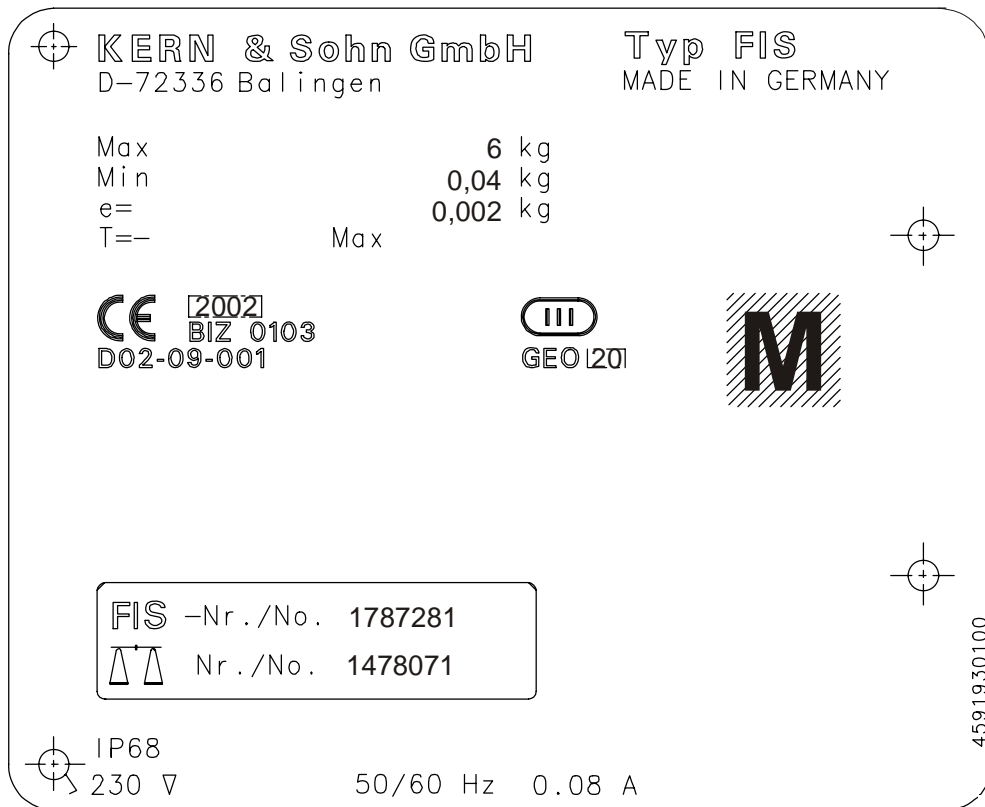 KERN & Sohn GmbH Typ FIS
D-72336 Balingen MADE IN GERMANY
Max 6 kg
Min 0,04 kg
e= 0,002 kg
T=- Max
CE 2002 III M
BIZ 0103
D02-09-001 GEO 20
FIS -Nr./No. 1787281
Nr./No. 1478071
4591930100
IP68
230 V 50/60 Hz 0.08 A